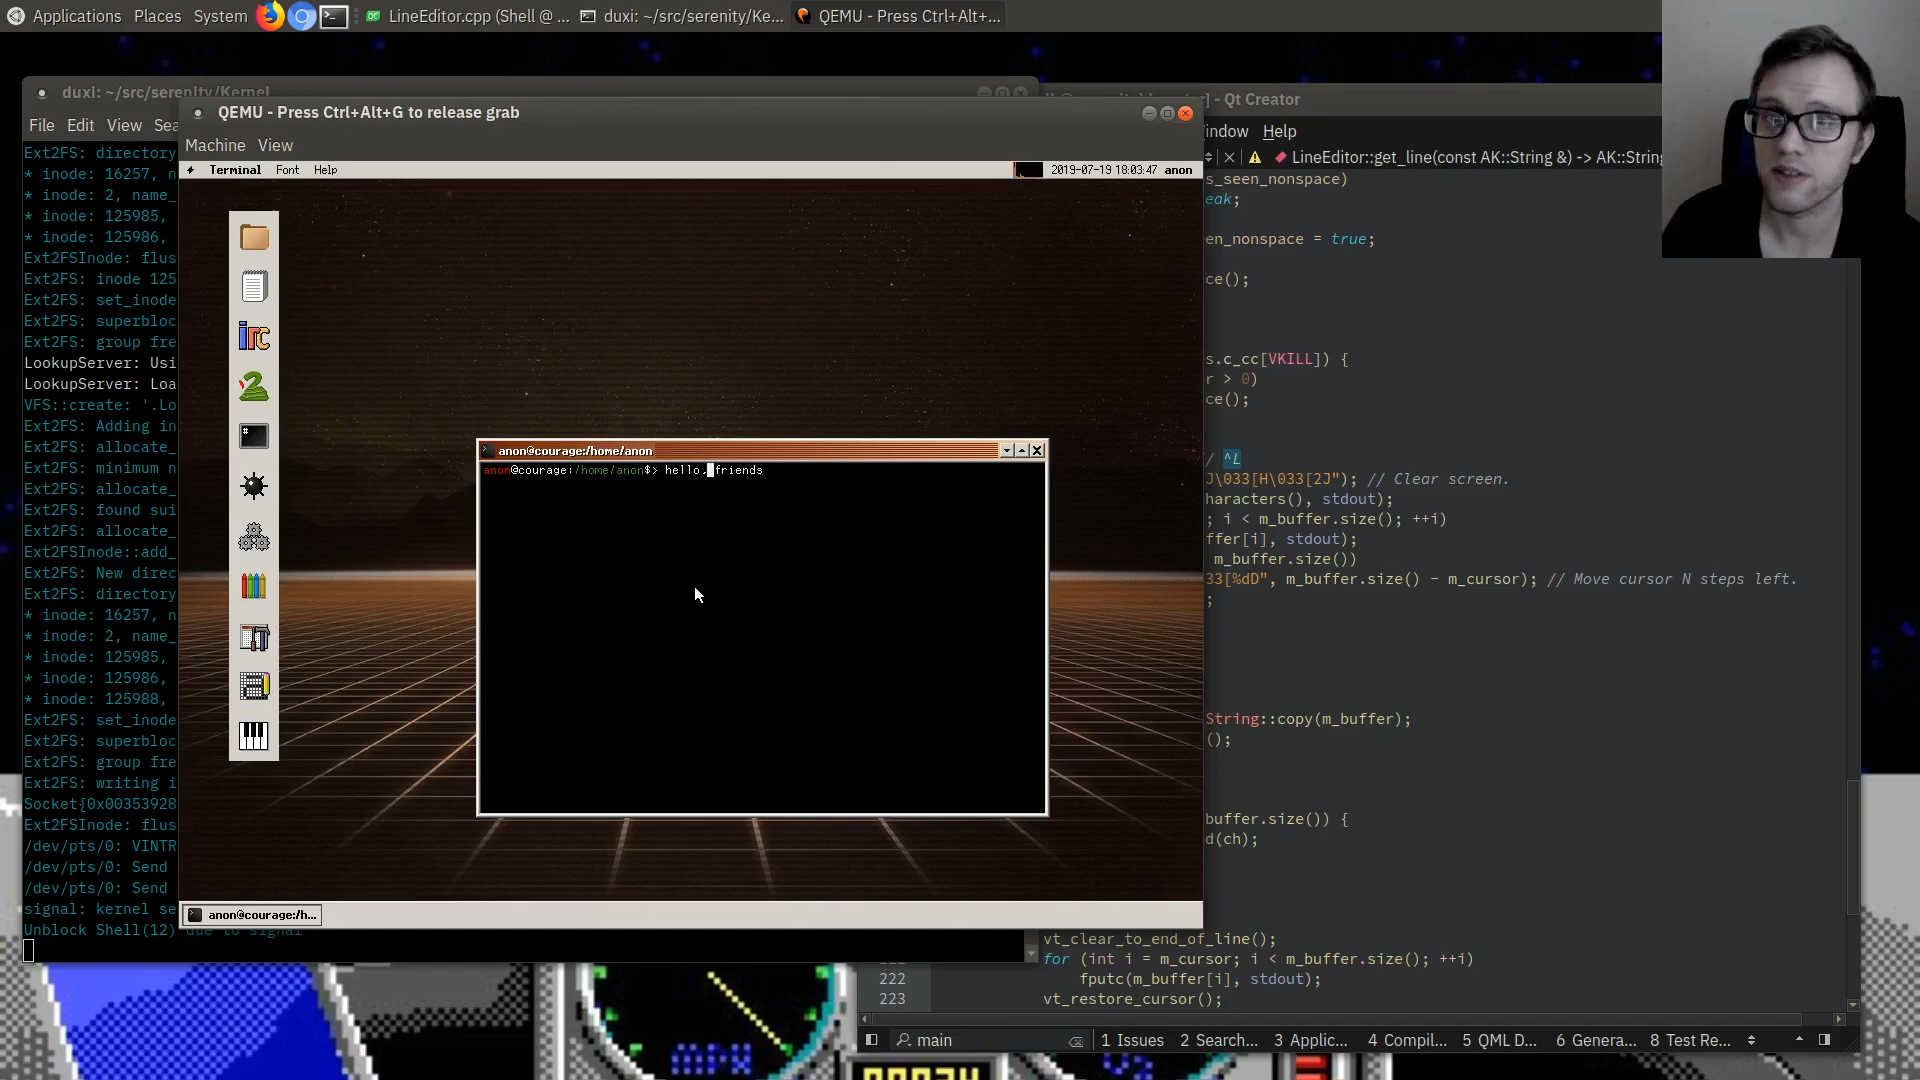 Applications Places System LineEditor.cpp (Shell @ ... duxi: ~/src/serenity/Ke... QEMU - Press Ctrl+Alt+...
duxi: ~/src/serenity/Kernel
File Edit View Sea
Ext2FS: directory
* inode: 16257, n
* inode: 2, name_
* inode: 125985,
* inode: 125986,
Ext2FSInode: flus
Ext2FS: inode 125
Ext2FS: set_inode
Ext2FS: superbloc
Ext2FS: group fre
LookupServer: Usi
LookupServer: Loa
VFS::create: '.Lo
Ext2FS: Adding in
Ext2FS: allocate_
Ext2FS: minimum n
Ext2FS: allocate_
Ext2FS: allocate_
Ext2FS: found sui
Ext2FS: allocate_
Ext2FSInode::add_
Ext2FS: New direc
Ext2FS: directory
* inode: 16257, n
* inode: 2, name_
* inode: 125985,
* inode: 125986,
* inode: 125988,
Ext2FS: set_inode
Ext2FS: superbloc
Ext2FS: group fre
Ext2FS: writing i
Socket{0x00353928
Ext2FSInode: flus
/dev/pts/0: VINTR
/dev/pts/0: Send
/dev/pts/0: Send
signal: kernel se
Unblock Shell(12) due to signal
QEMU - Press Ctrl+Alt+G to release grab
Machine View
Terminal Font Help 2019-07-19 18:03:47 anon
irc
anon@courage:/home/anon
anon@courage:/home/anon$> hello, friends
anon@courage:/h...
] - Qt Creator
indow Help
LineEditor::get_line(const AK::String &) -> AK::String
s_seen_nonspace)
eak;
en_nonspace = true;
ce();
s.c_cc[VKILL]) {
r > 0)
ce();
/ ^L
J\033[H\033[2J"); // Clear screen.
haracters(), stdout);
; i < m_buffer.size(); ++i)
ffer[i], stdout);
m_buffer.size())
33[%dD", m_buffer.size() - m_cursor); // Move cursor N steps left.
;
String::copy(m_buffer);
();
buffer.size()) {
d(ch);
vt_clear_to_end_of_line();
for (int i = m_cursor; i < m_buffer.size(); ++i)
222 fputc(m_buffer[i], stdout);
223 vt_restore_cursor();
main 1 Issues 2 Search... 3 Applic... 4 Compil... 5 QML D... 6 Genera... 8 Test Re...